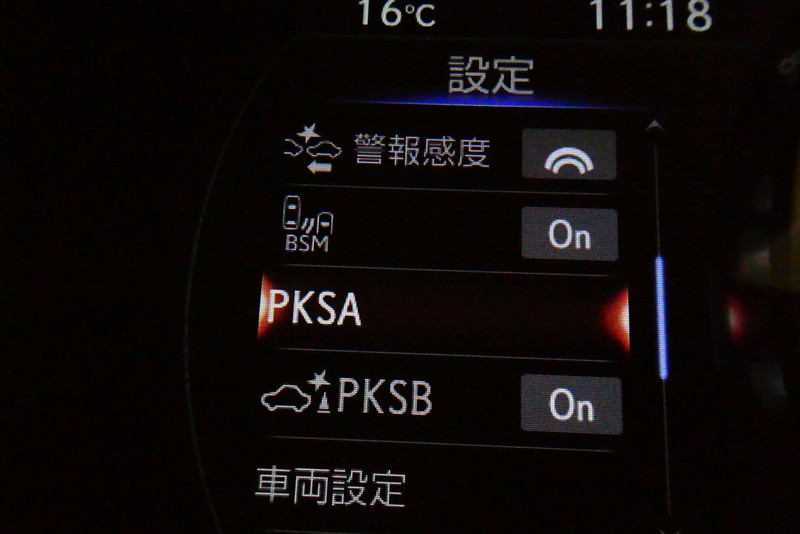 16°C 11:18
設定
警報感度
BSM On
PKSA
PKSB On
車両設定